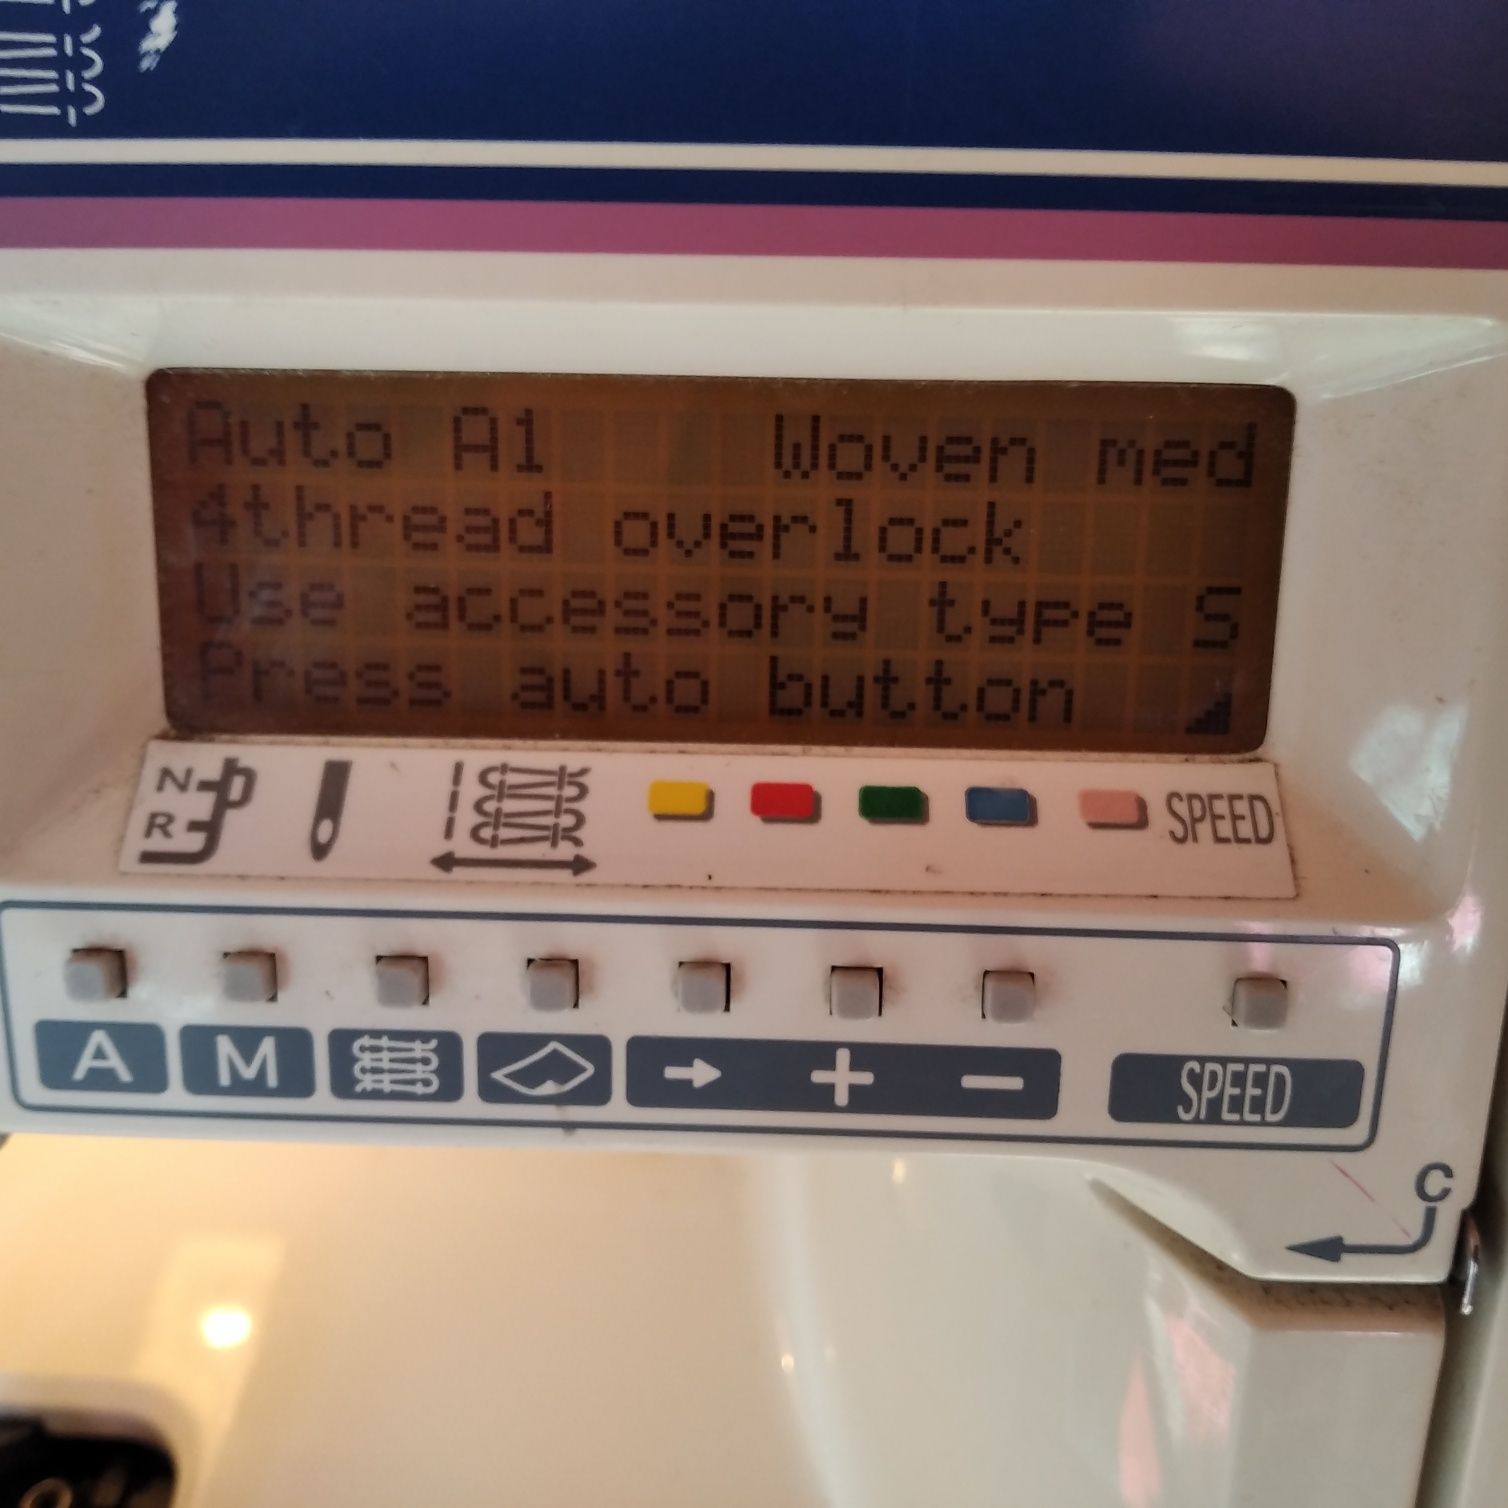 Auto A1 Woven med
4thread overlock
Use accessory type S
Press auto button
N
R
SPEED
A M → + − SPEED
C